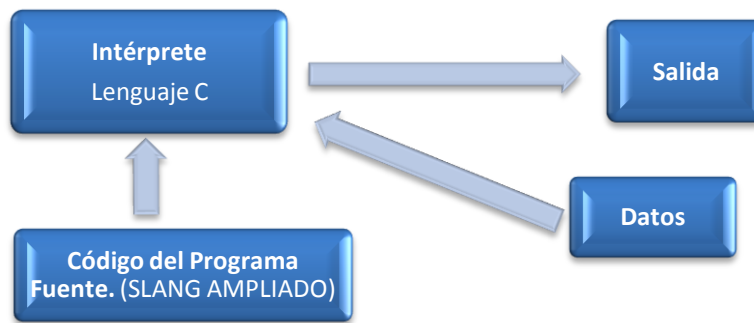 Intérprete
Lenguaje C
Salida
Datos
Código del Programa
Fuente. (SLANG AMPLIADO)